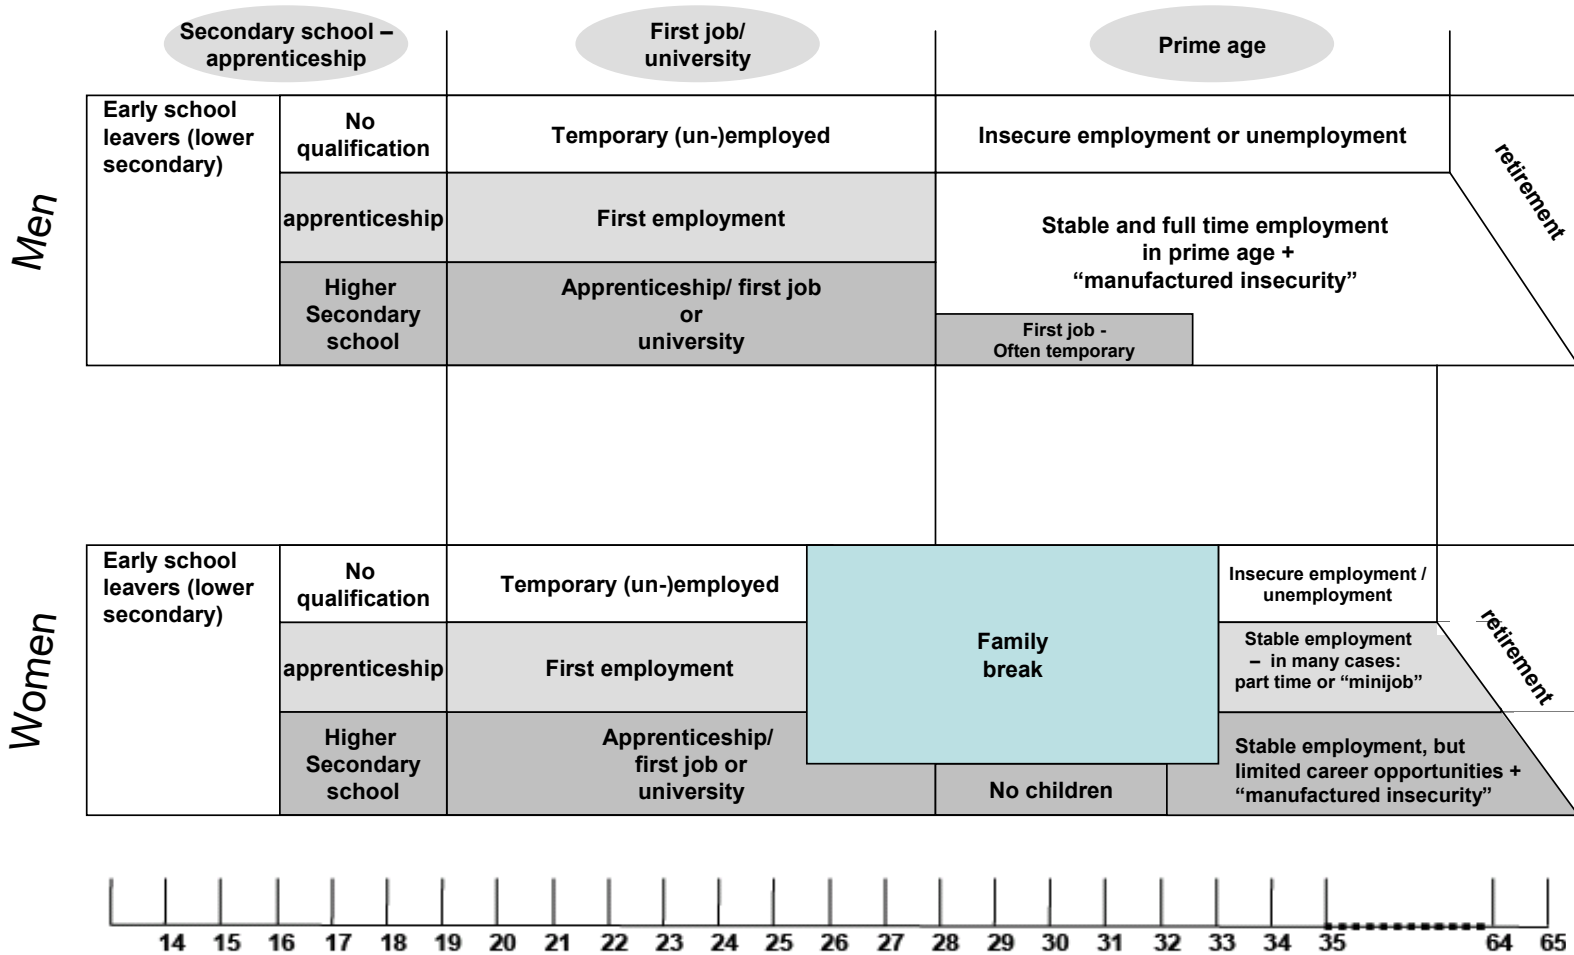 Secondary school –
apprenticeship
First job/
university
Prime age
Men
Early school
leavers (lower
secondary)
No
qualification
Temporary (un-)employed
Insecure employment or unemployment
retirement
apprenticeship
First employment
Stable and full time employment
in prime age +
“manufactured insecurity”
Higher
Secondary
school
Apprenticeship/ first job
or
university
First job -
Often temporary
Women
Early school
leavers (lower
secondary)
No
qualification
Temporary (un-)employed
Family
break
Insecure employment /
unemployment
retirement
apprenticeship
First employment
Stable employment
– in many cases:
part time or “minijob”
Higher
Secondary
school
Apprenticeship/
first job or
university
No children
Stable employment, but
limited career opportunities +
“manufactured insecurity”
14 15 16 17 18 19 20 21 22 23 24 25 26 27 28 29 30 31 32 33 34 35 64 65